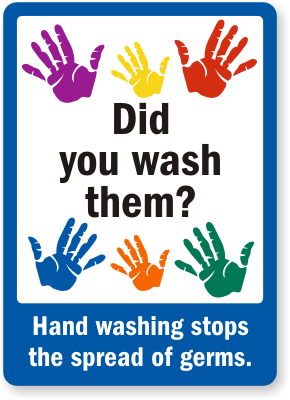 Did
you wash
them?
Hand washing stops
the spread of germs.